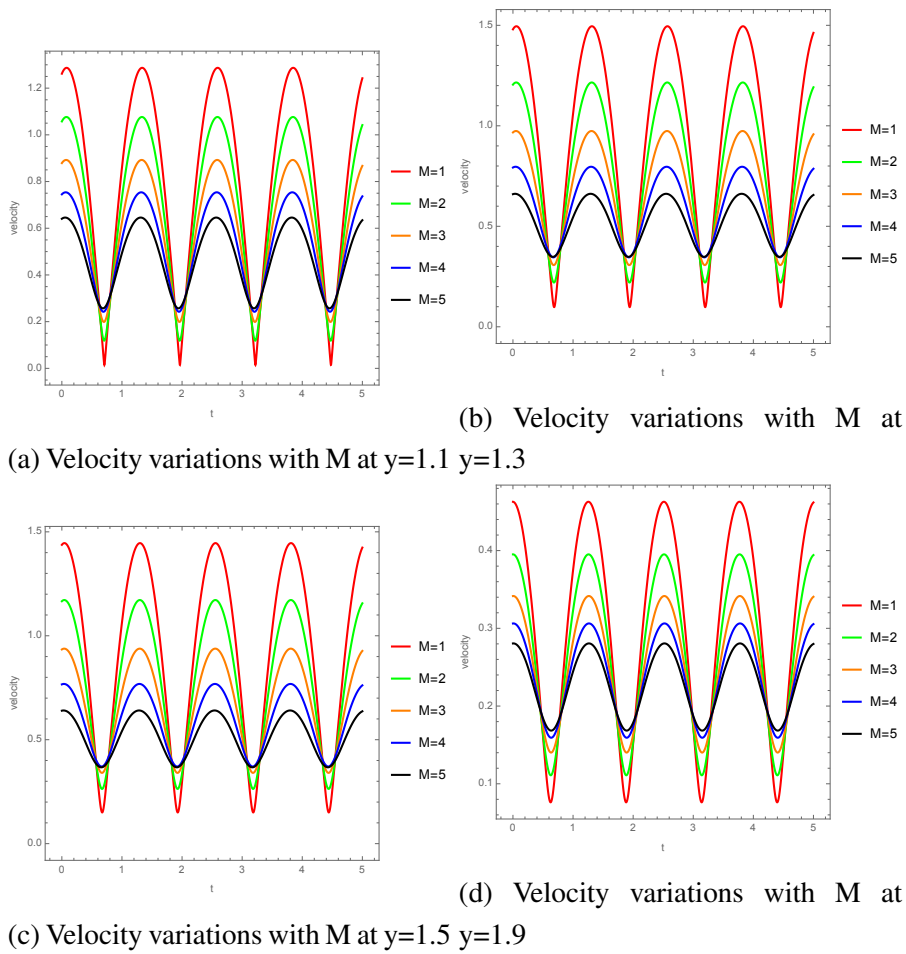 1.2
1.0
0.8
0.6
0.4
0.2
0.0
velocity
0 1 2 3 4 5
t
M=1
M=2
M=3
M=4
M=5
1.5
1.0
0.5
0.0
velocity
0 1 2 3 4 5
t
M=1
M=2
M=3
M=4
M=5
(b) Velocity variations with M at
(a) Velocity variations with M at y=1.1 y=1.3
1.5
1.0
0.5
0.0
velocity
0 1 2 3 4 5
t
M=1
M=2
M=3
M=4
M=5
0.4
0.3
0.2
0.1
velocity
0 1 2 3 4 5
t
M=1
M=2
M=3
M=4
M=5
(d) Velocity variations with M at
(c) Velocity variations with M at y=1.5 y=1.9